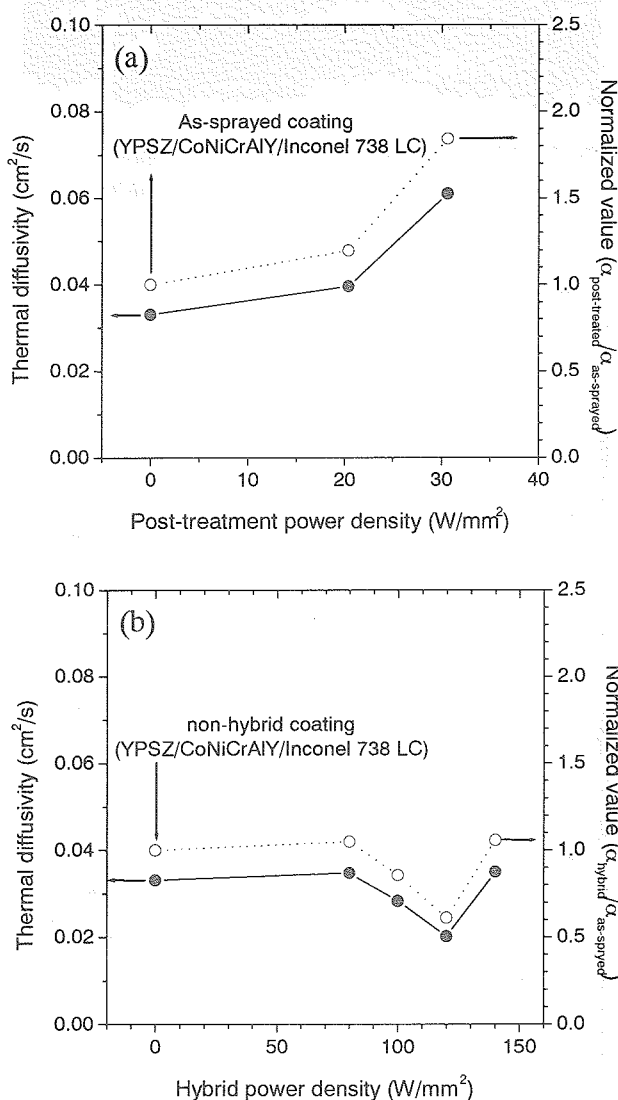 (a)
As-sprayed coating
(YPSZ/CoNiCrAlY/Inconel 738 LC)
Thermal diffusivity (cm²/s)
0.10
0.08
0.06
0.04
0.02
0.00
2.5
2.0
1.5
1.0
0.5
0.0
Normalized value (α post-treated/α as-sprayed)
0 10 20 30 40
Post-treatment power density (W/mm²)
(b)
non-hybrid coating
(YPSZ/CoNiCrAlY/Inconel 738 LC)
Thermal diffusivity (cm²/s)
0.10
0.08
0.06
0.04
0.02
0.00
2.5
2.0
1.5
1.0
0.5
0.0
Normalized value (α hybrid/α as-spryed)
0 50 100 150
Hybrid power density (W/mm²)